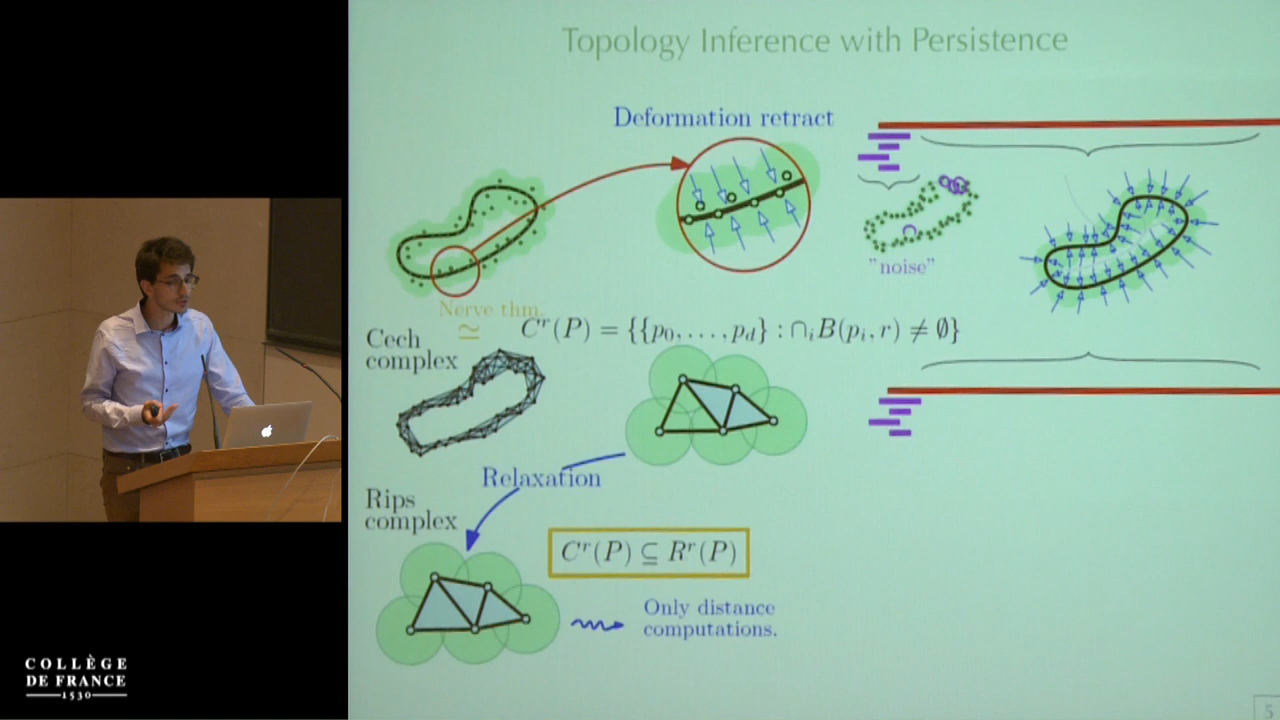 Topology Inference with Persistence
Deformation retract
"noise"
Nerve thm.
≃
Cech
complex
C^r(P) = {{p_0, . . . , p_d} : ∩_i B(p_i, r) ≠ ∅}
Relaxation
Rips
complex
C^r(P) ⊆ R^r(P)
Only distance
computations.
COLLÈGE
DE FRANCE
1530
5